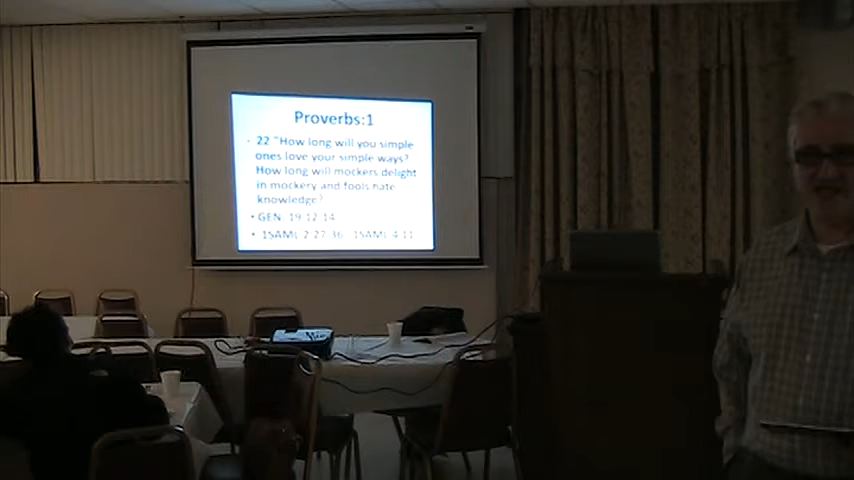 Proverbs:1
• 22 "How long will you simple
ones love your simple ways?
How long will mockers delight
in mockery and fools hate
knowledge?
• GEN: 19:12-14
• 1SAML 2:27-36, 1SAML 4:11